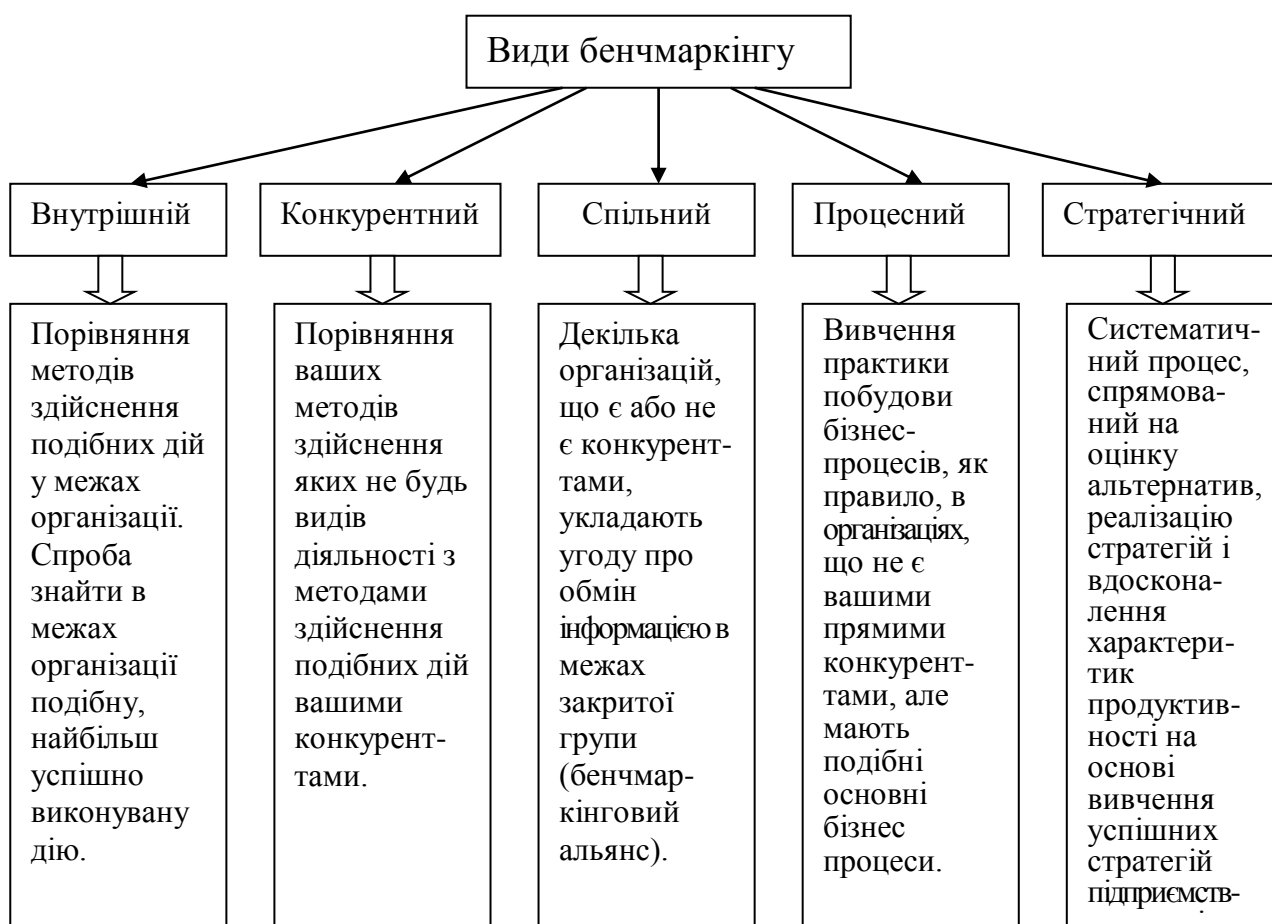 Види бенчмаркінгу
Внутрішній
Конкурентний
Спільний
Процесний
Стратегічний
Порівняння
методів
здійснення
подібних дій
у межах
організації.
Спроба
знайти в
межах
організації
подібну,
найбільш
успішно
виконувану
дію.
Порівняння
ваших
методів
здійснення
яких не будь
видів
діяльності з
методами
здійснення
подібних дій
вашими
конкурент-
тами.
Декілька
організацій,
що є або не
є конкурент-
тами,
укладають
угоду про
обмін
інформацією в
межах
закритої
групи
(бенчмар-
кінговий
альянс).
Вивчення
практики
побудови
бізнес-
процесів, як
правило, в
організаціях,
що не є
вашими
прямими
конкурент-
тами, але
мають
подібні
основні
бізнес
процеси.
Систематич-
ний процес,
спрямова-
ний на
оцінку
альтернатив,
реалізацію
стратегій і
вдоскона-
лення
характери-
тик
продуктив-
ності на
основі
вивчення
успішних
стратегій
підприємств-